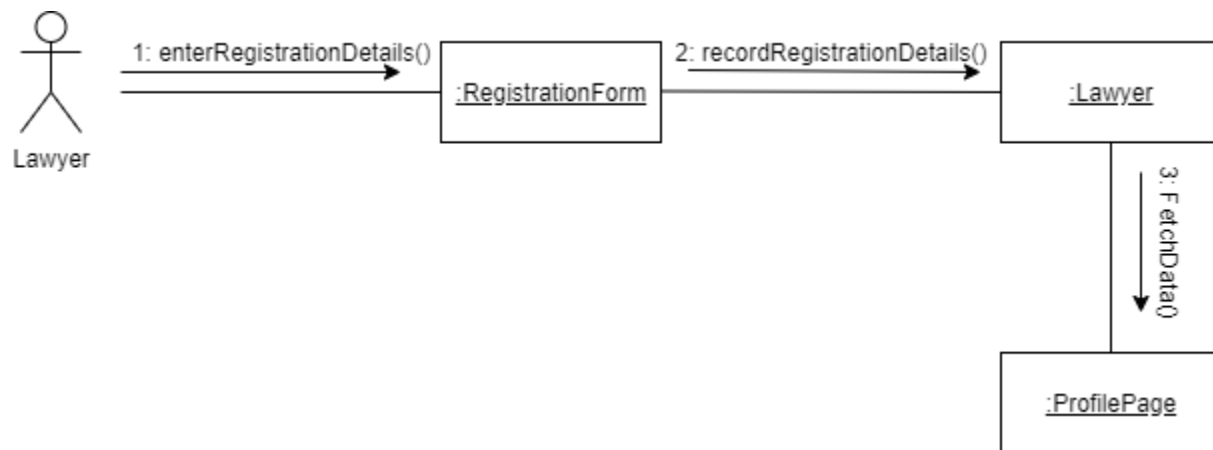 1: enterRegistrationDetails()
2: recordRegistrationDetails()
:RegistrationForm
:Lawyer
Lawyer
3: FetchData()
:ProfilePage